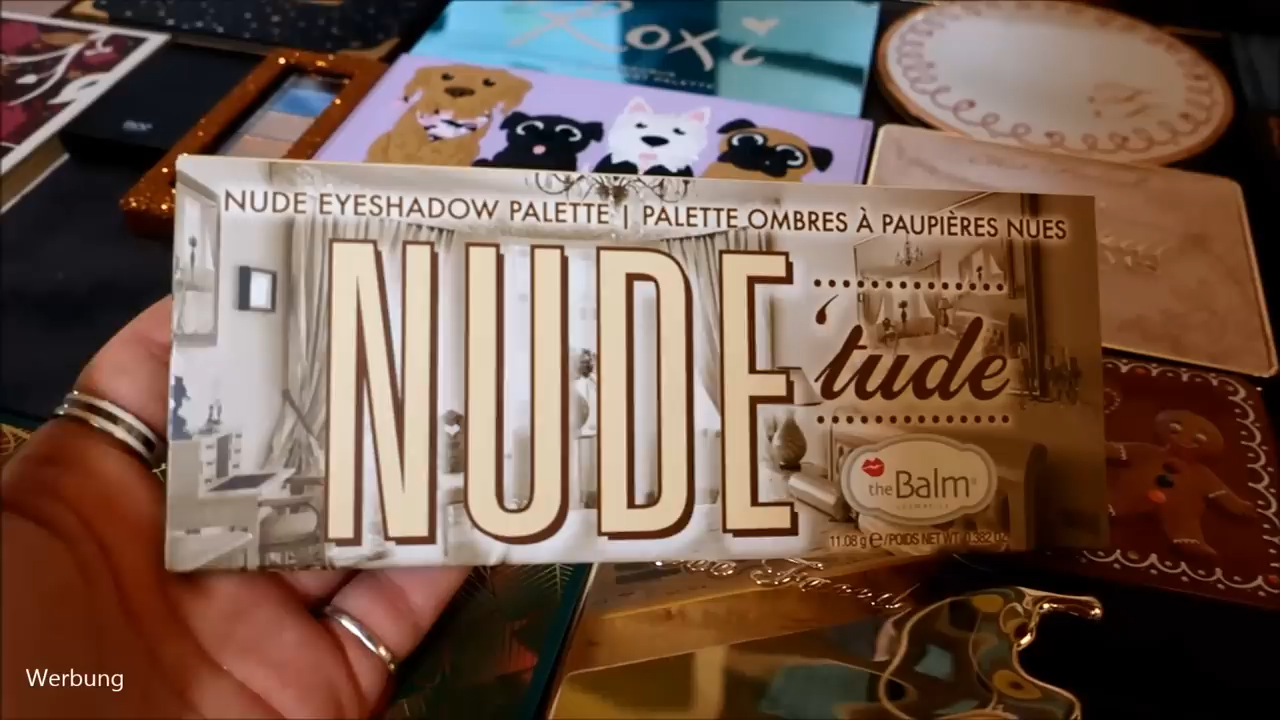 Roxi
NUDE EYESHADOW PALETTE | PALETTE OMBRES À PAUPIÈRES NUES
NUDE
'tude
theBalm®
COSMETICS
11.08 g e/POIDS NET WT. 0.382 oz
Werbung